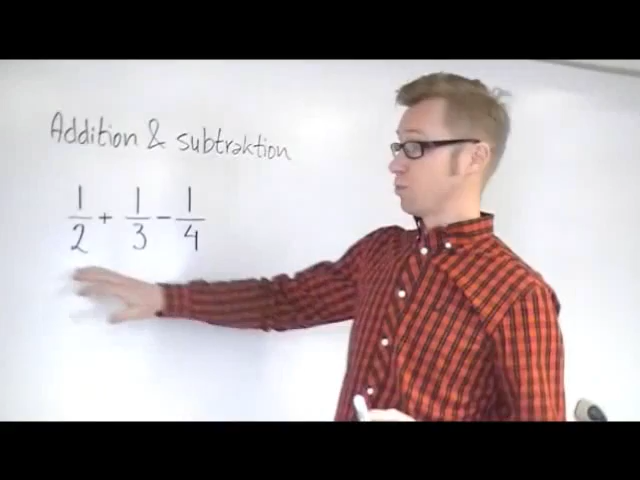 Addition & subtraktion
1/2 + 1/3 - 1/4